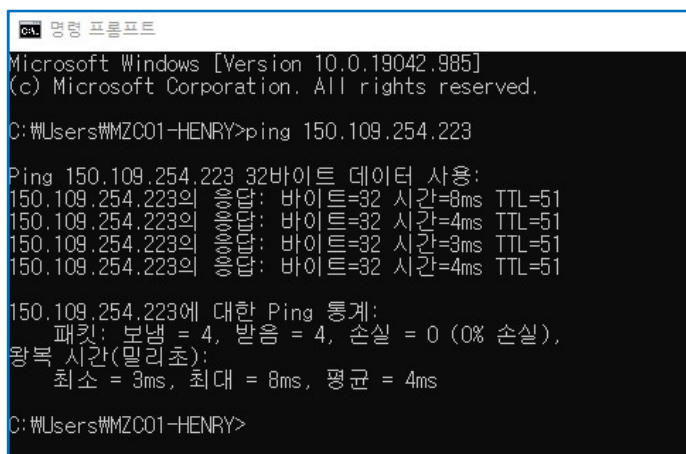 명령 프롬프트
Microsoft Windows [Version 10.0.19042.985]
(c) Microsoft Corporation. All rights reserved.
C:₩Users₩MZC01-HENRY>ping 150.109.254.223
Ping 150.109.254.223 32바이트 데이터 사용:
150.109.254.223의 응답: 바이트=32 시간=8ms TTL=51
150.109.254.223의 응답: 바이트=32 시간=4ms TTL=51
150.109.254.223의 응답: 바이트=32 시간=3ms TTL=51
150.109.254.223의 응답: 바이트=32 시간=4ms TTL=51
150.109.254.223에 대한 Ping 통계:
패킷: 보냄 = 4, 받음 = 4, 손실 = 0 (0% 손실),
왕복 시간(밀리초):
최소 = 3ms, 최대 = 8ms, 평균 = 4ms
C:₩Users₩MZC01-HENRY>